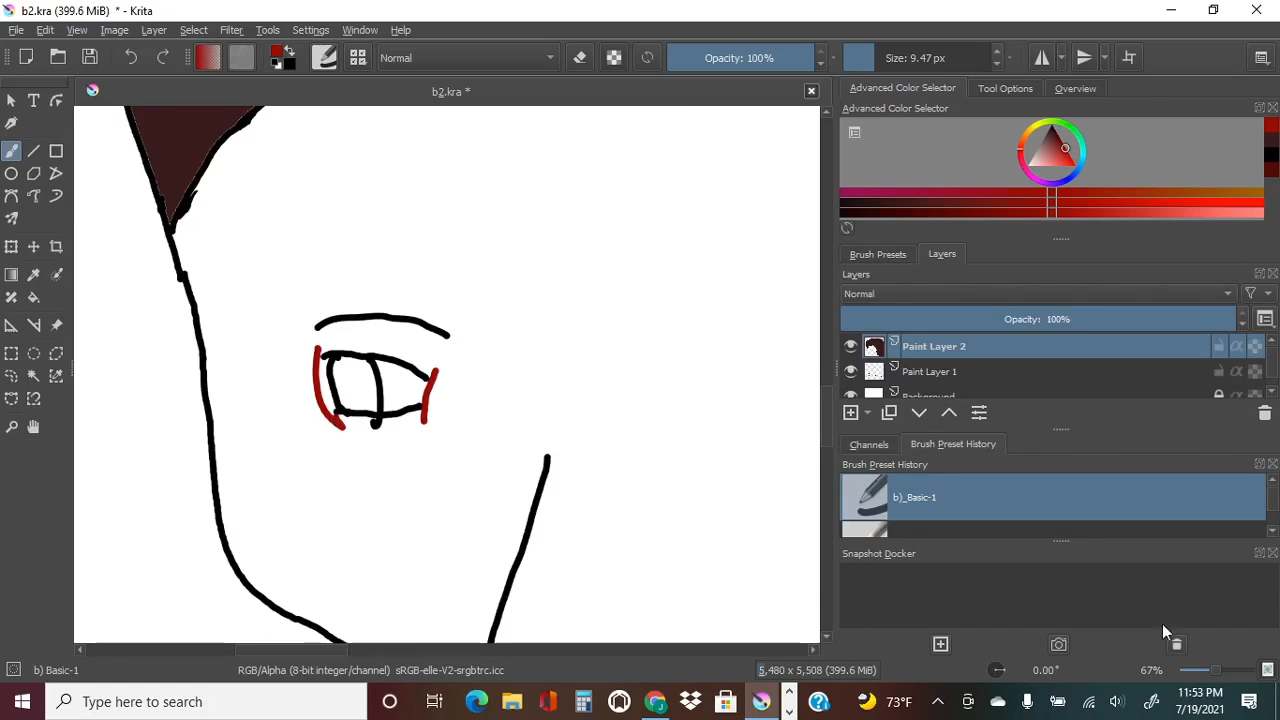 b2.kra (399.6 MiB) * - Krita
File Edit View Image Layer Select Filter Tools Settings Window Help
Normal Opacity: 100% Size: 9.47 px
b2.kra *
Advanced Color Selector Tool Options Overview
Advanced Color Selector
Brush Presets Layers
Layers
Normal
Opacity: 100%
Paint Layer 2
Paint Layer 1
Background
Channels Brush Preset History
Brush Preset History
b)_Basic-1
Snapshot Docker
b) Basic-1 RGB/Alpha (8-bit integer/channel) sRGB-elle-V2-srgbtrc.icc 5,480 x 5,508 (399.6 MiB) 0.00° 67%
Type here to search 73°F 11:53 PM
7/19/2021